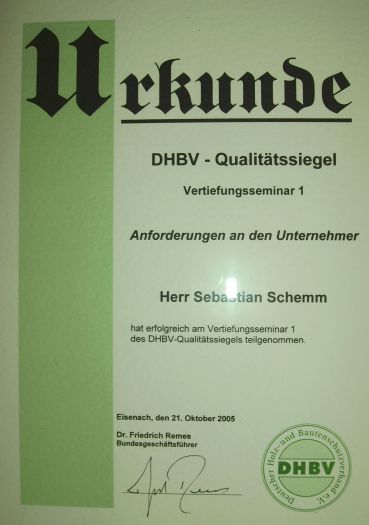 Urkunde
DHBV - Qualitätssiegel
Vertiefungsseminar 1
Anforderungen an den Unternehmer
Herr Sebastian Schemm
hat erfolgreich am Vertiefungsseminar 1
des DHBV-Qualitätssiegels teilgenommen.
Eisenach, den 21. Oktober 2005
Dr. Friedrich Remes
Bundesgeschäftsführer
Deutscher Holz- und Bautenschutzverband e.V.
DHBV